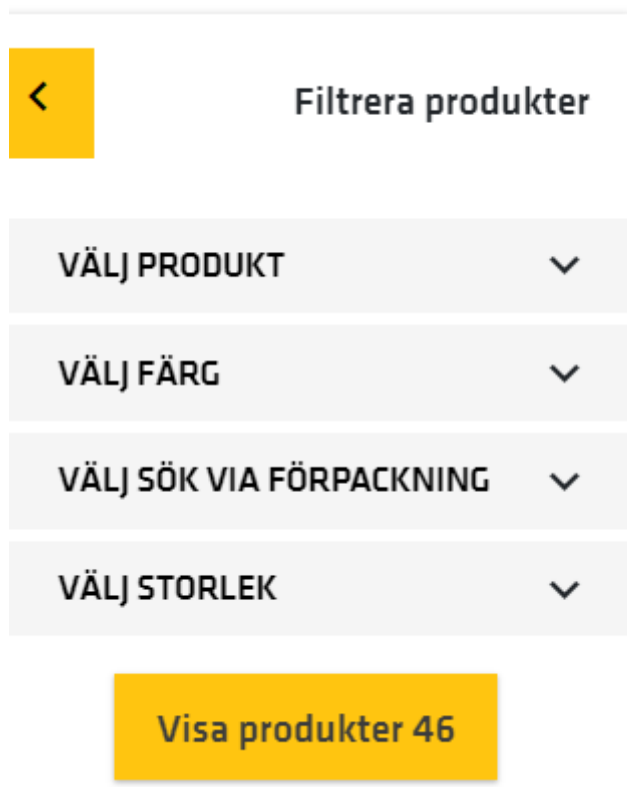 Filtrera produkter
VÄLJ PRODUKT
VÄLJ FÄRG
VÄLJ SÖK VIA FÖRPACKNING
VÄLJ STORLEK
Visa produkter 46